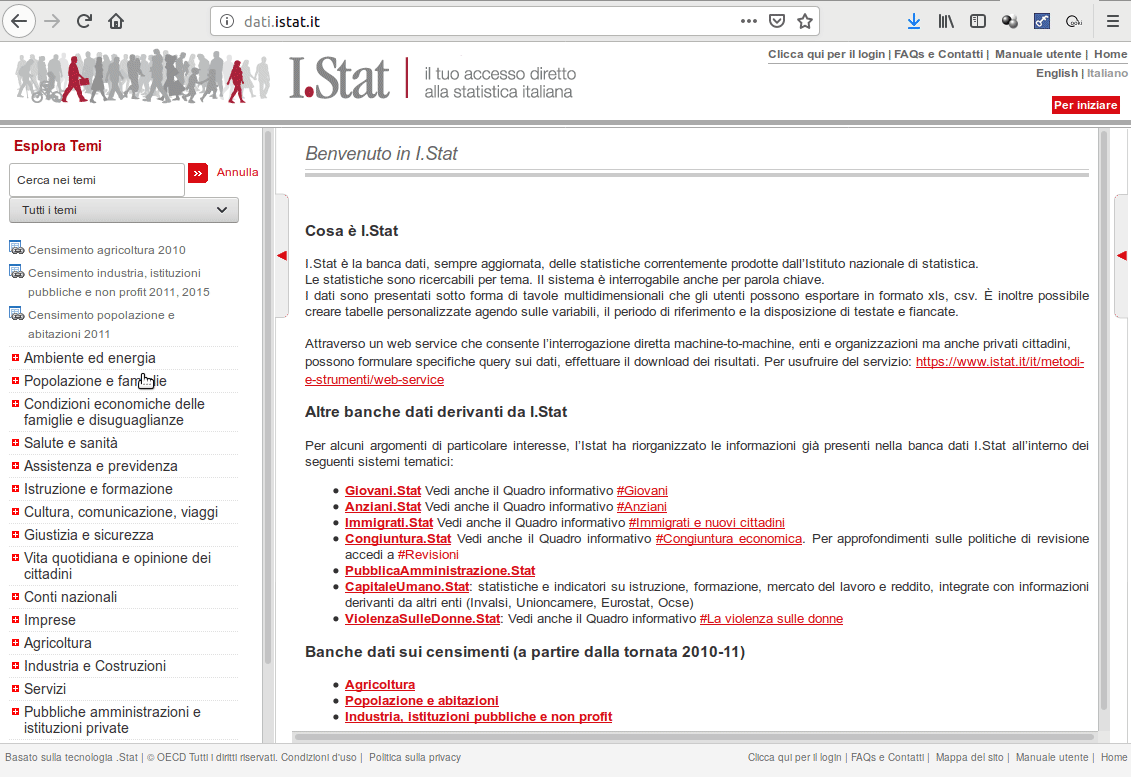 dati.istat.it
I.Stat
il tuo accesso diretto
alla statistica italiana
Clicca qui per il login | FAQs e Contatti | Manuale utente | Home
English | Italiano
Per iniziare
Esplora Temi
Cerca nei temi
Annulla
Tutti i temi
Censimento agricoltura 2010
Censimento industria, istituzioni
pubbliche e non profit 2011, 2015
Censimento popolazione e
abitazioni 2011
Ambiente ed energia
Popolazione e famiglie
Condizioni economiche delle
famiglie e disuguaglianze
Salute e sanità
Assistenza e previdenza
Istruzione e formazione
Cultura, comunicazione, viaggi
Giustizia e sicurezza
Vita quotidiana e opinione dei
cittadini
Conti nazionali
Imprese
Agricoltura
Industria e Costruzioni
Servizi
Pubbliche amministrazioni e
istituzioni private
Benvenuto in I.Stat
Cosa è I.Stat
I.Stat è la banca dati, sempre aggiornata, delle statistiche correntemente prodotte dall'Istituto nazionale di statistica.
Le statistiche sono ricercabili per tema. Il sistema è interrogabile anche per parola chiave.
I dati sono presentati sotto forma di tavole multidimensionali che gli utenti possono esportare in formato xls, csv. È inoltre possibile
creare tabelle personalizzate agendo sulle variabili, il periodo di riferimento e la disposizione di testate e fiancate.
Attraverso un web service che consente l'interrogazione diretta machine-to-machine, enti e organizzazioni ma anche privati cittadini,
possono formulare specifiche query sui dati, effettuare il download dei risultati. Per usufruire del servizio: https://www.istat.it/it/metodi-
e-strumenti/web-service
Altre banche dati derivanti da I.Stat
Per alcuni argomenti di particolare interesse, l'Istat ha riorganizzato le informazioni già presenti nella banca dati I.Stat all'interno dei
seguenti sistemi tematici:
• Giovani.Stat Vedi anche il Quadro informativo #Giovani
• Anziani.Stat Vedi anche il Quadro informativo #Anziani
• Immigrati.Stat Vedi anche il Quadro informativo #Immigrati e nuovi cittadini
• Congiuntura.Stat Vedi anche il Quadro informativo #Congiuntura economica. Per approfondimenti sulle politiche di revisione
accedi a #Revisioni
• PubblicaAmministrazione.Stat
• CapitaleUmano.Stat: statistiche e indicatori su istruzione, formazione, mercato del lavoro e reddito, integrate con informazioni
derivanti da altri enti (Invalsi, Unioncamere, Eurostat, Ocse)
• ViolenzaSulleDonne.Stat: Vedi anche il Quadro informativo #La violenza sulle donne
Banche dati sui censimenti (a partire dalla tornata 2010-11)
• Agricoltura
• Popolazione e abitazioni
• Industria, istituzioni pubbliche e non profit
Basato sulla tecnologia .Stat | © OECD Tutti i diritti riservati. Condizioni d'uso | Politica sulla privacy
Clicca qui per il login | FAQs e Contatti | Mappa del sito | Manuale utente | Home